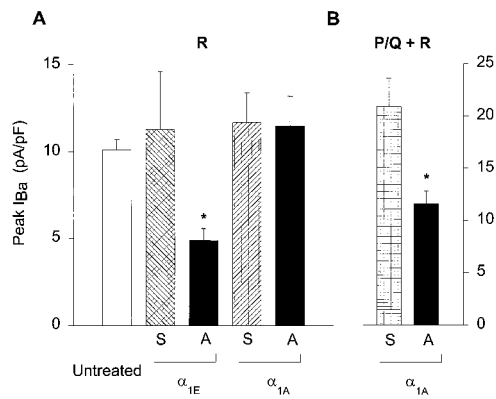 A
B
R
P/Q + R
Peak IBa (pA/pF)
15
10
5
0
25
20
15
10
5
0
*
*
S A S A
S A
Untreated
α1E α1A
α1A